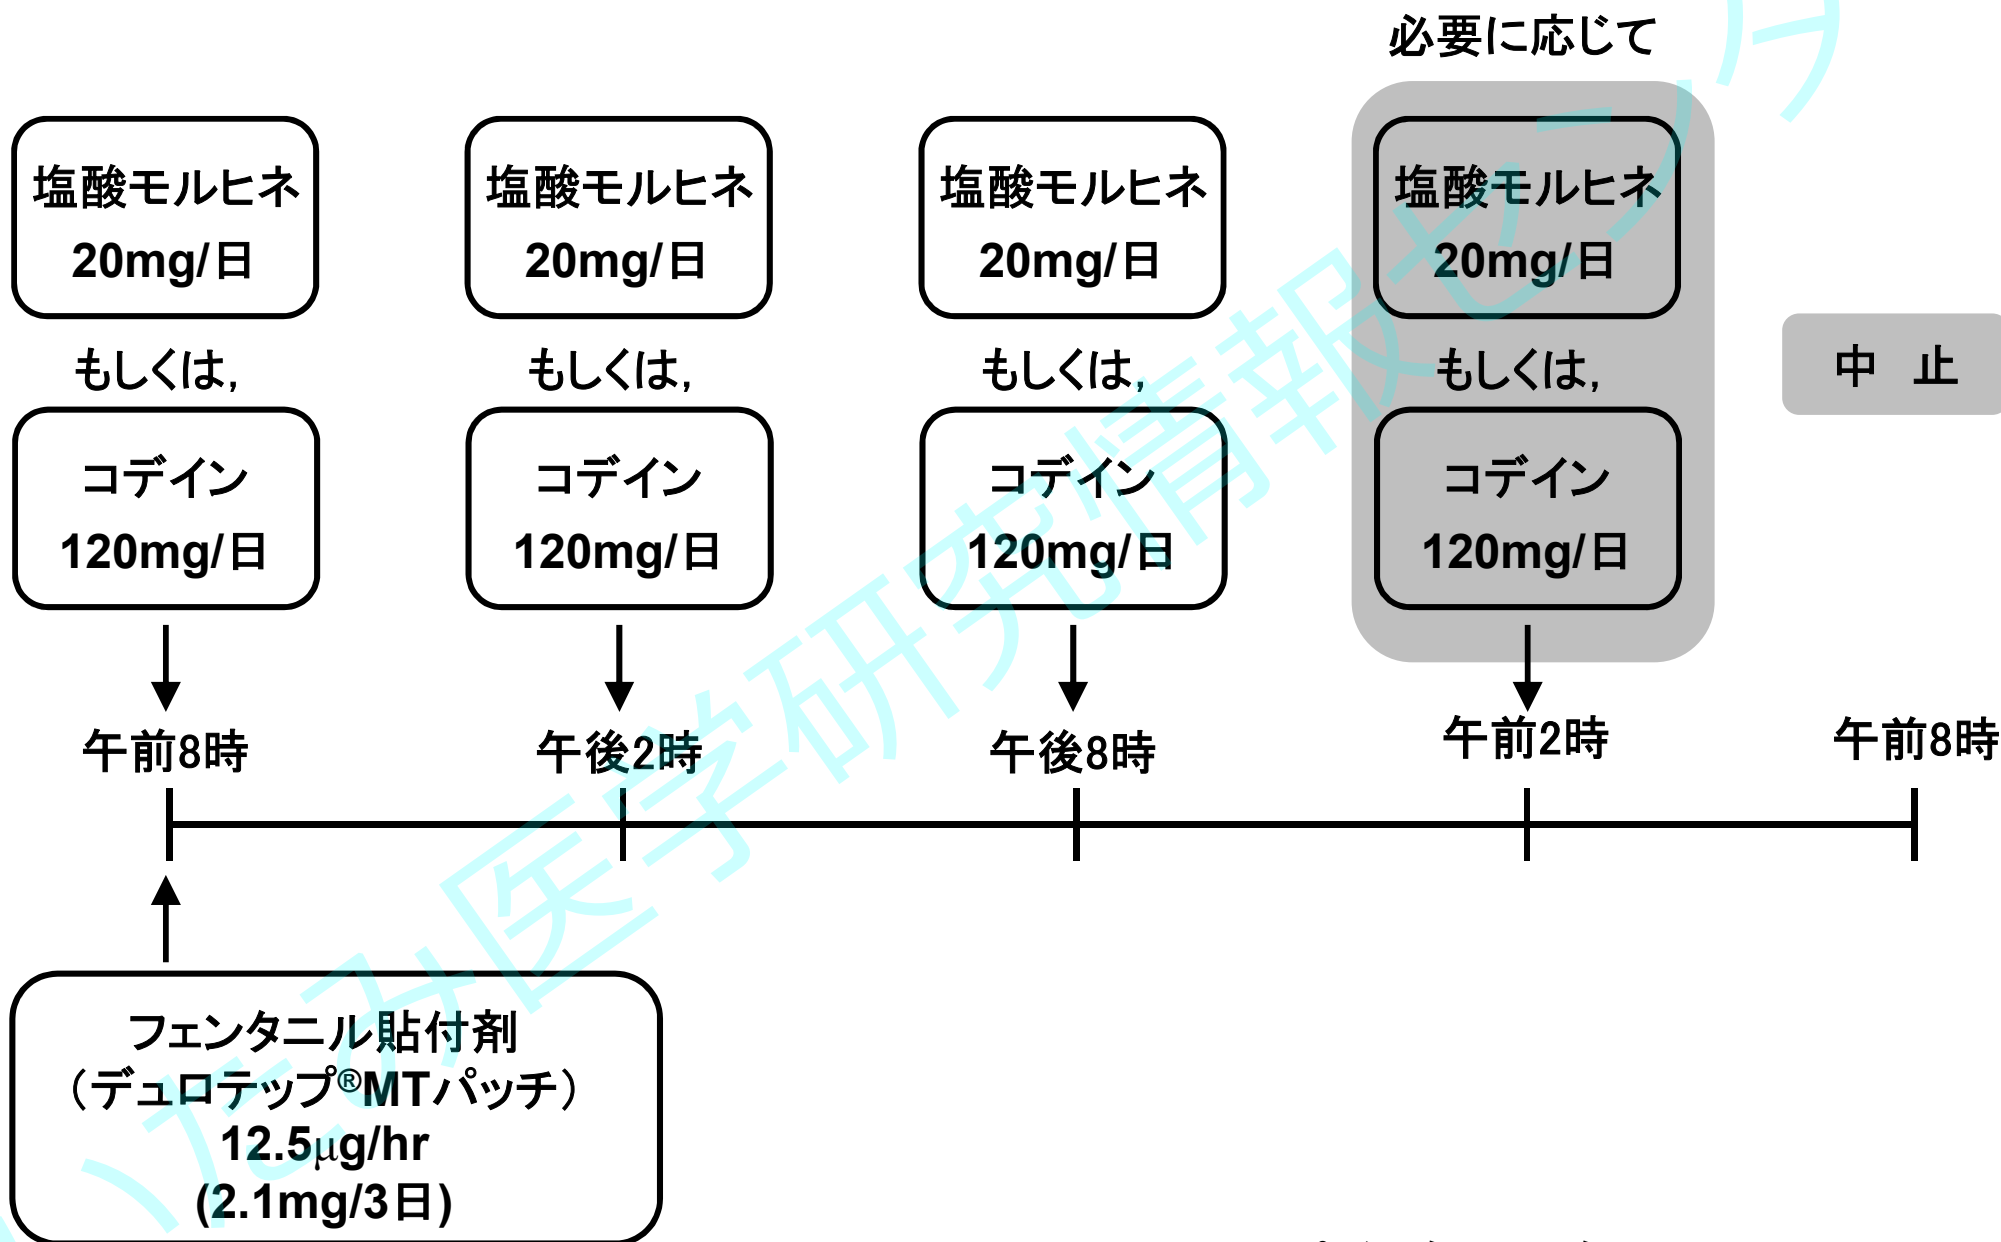 必要に応じて
塩酸モルヒネ
20mg/日
もしくは,
コデイン
120mg/日
塩酸モルヒネ
20mg/日
もしくは,
コデイン
120mg/日
塩酸モルヒネ
20mg/日
もしくは,
コデイン
120mg/日
塩酸モルヒネ
20mg/日
もしくは,
コデイン
120mg/日
中 止
午前8時
午後2時
午後8時
午前2時
午前8時
フェンタニル貼付剤
（デュロテップ®MTパッチ）
12.5μg/hr
(2.1mg/3日)
いたみ医学研究情報センタ